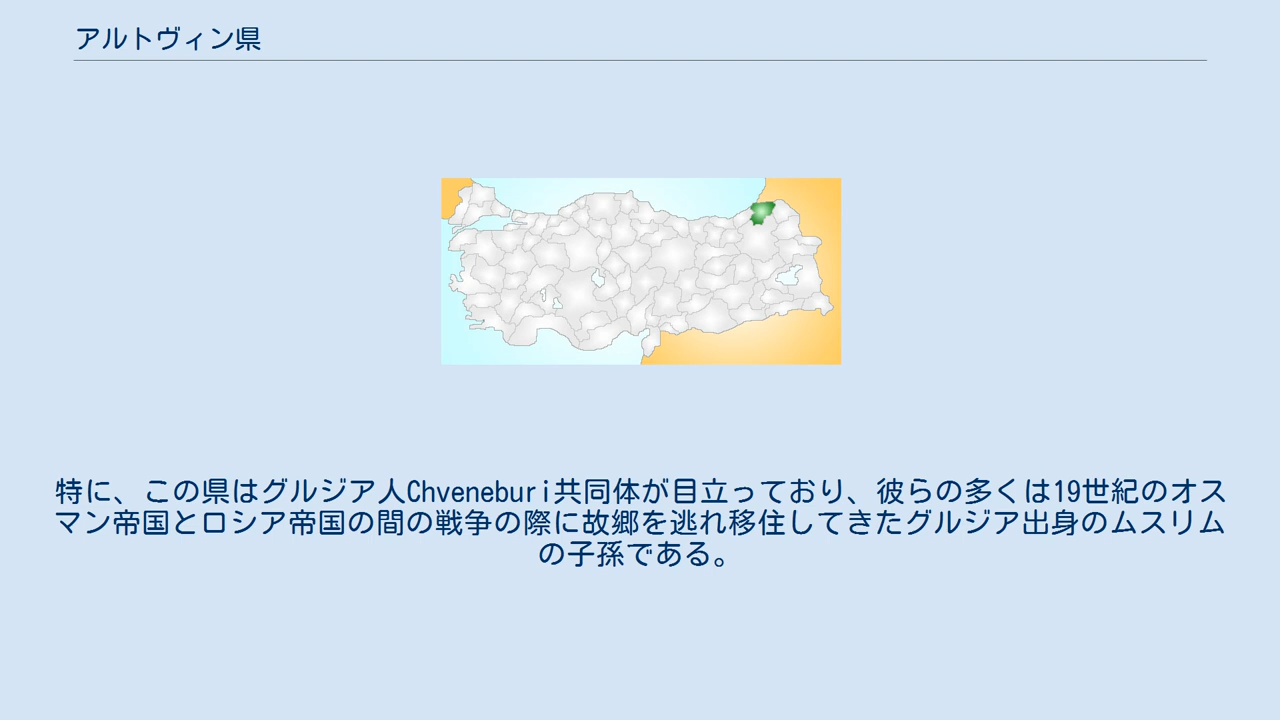 アルトヴィン県
特に、この県はグルジア人Chveneburi共同体が目立っており、彼らの多くは19世紀のオス
マン帝国とロシア帝国の間の戦争の際に故郷を逃れ移住してきたグルジア出身のムスリム
の子孫である。